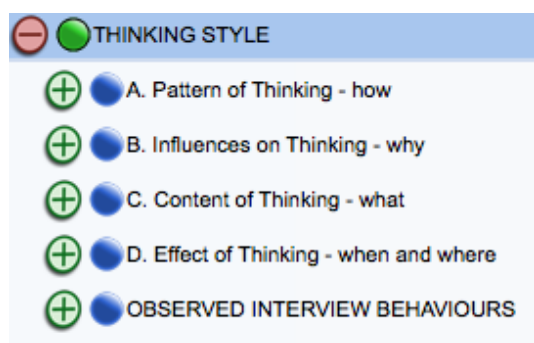 THINKING STYLE
A. Pattern of Thinking - how
B. Influences on Thinking - why
C. Content of Thinking - what
D. Effect of Thinking - when and where
OBSERVED INTERVIEW BEHAVIOURS